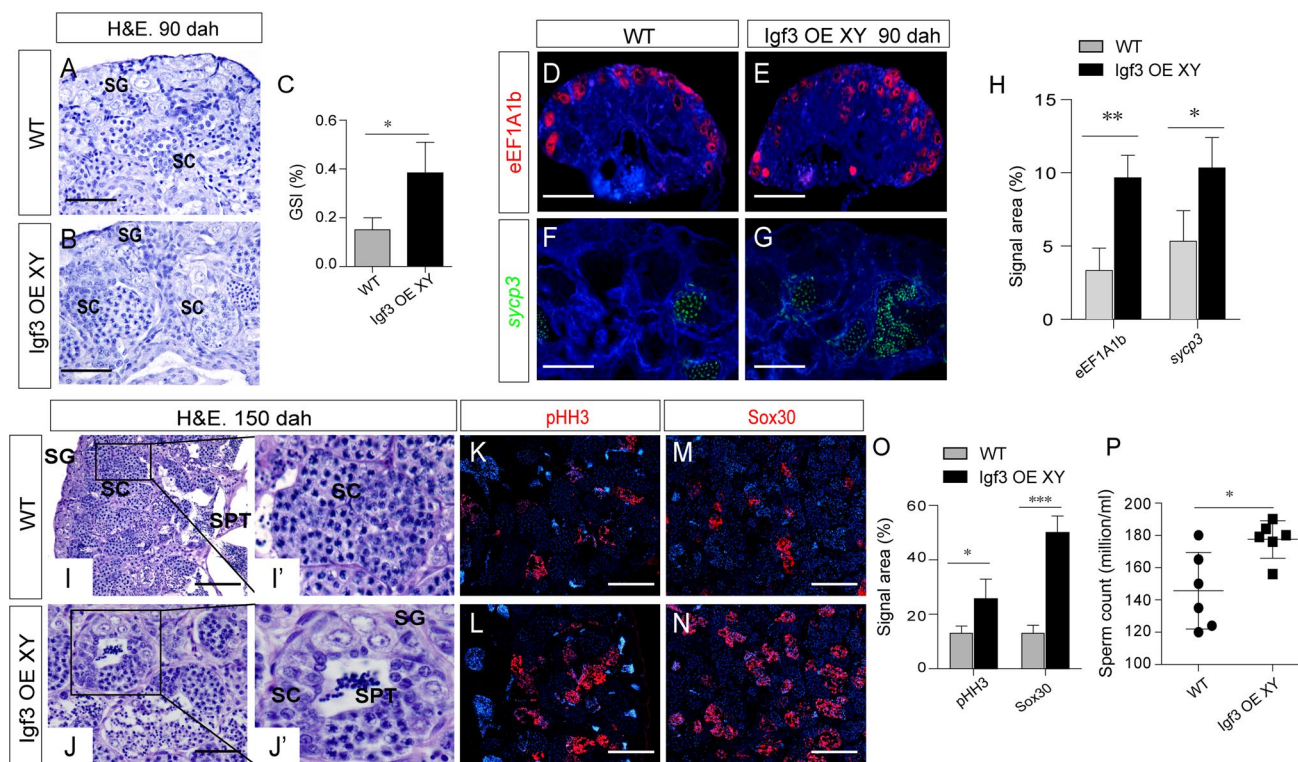 H&E. 90 dah
WT
Igf3 OE XY
A
SG
SC
B
SG
SC
SC
C
GSI (%)
0.6
0.4
0.2
0.0
*
WT
Igf3 OE XY
WT
Igf3 OE XY 90 dah
eEF1A1b
sycp3
D
E
F
G
H
WT
Igf3 OE XY
Signal area (%)
15
10
5
0
**
*
eEF1A1b
sycp3
H&E. 150 dah
pHH3
Sox30
WT
Igf3 OE XY
SG
SC
SPT
I
SC
I'
J
SG
SC
SPT
J'
K
M
L
N
O
WT
Igf3 OE XY
Signal area (%)
60
40
20
0
*
***
pHH3
Sox30
P
Sperm count (million/ml)
200
180
160
140
120
100
*
WT
Igf3 OE XY